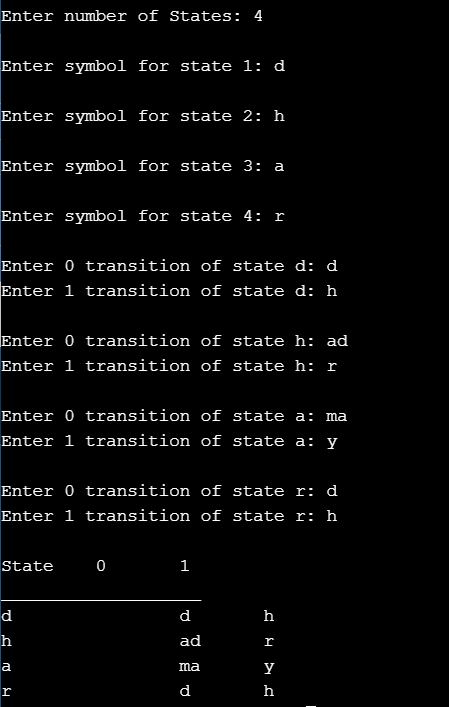 Enter number of States: 4
Enter symbol for state 1: d
Enter symbol for state 2: h
Enter symbol for state 3: a
Enter symbol for state 4: r
Enter 0 transition of state d: d
Enter 1 transition of state d: h
Enter 0 transition of state h: ad
Enter 1 transition of state h: r
Enter 0 transition of state a: ma
Enter 1 transition of state a: y
Enter 0 transition of state r: d
Enter 1 transition of state r: h
State 0 1
d d h
h ad r
a ma y
r d h